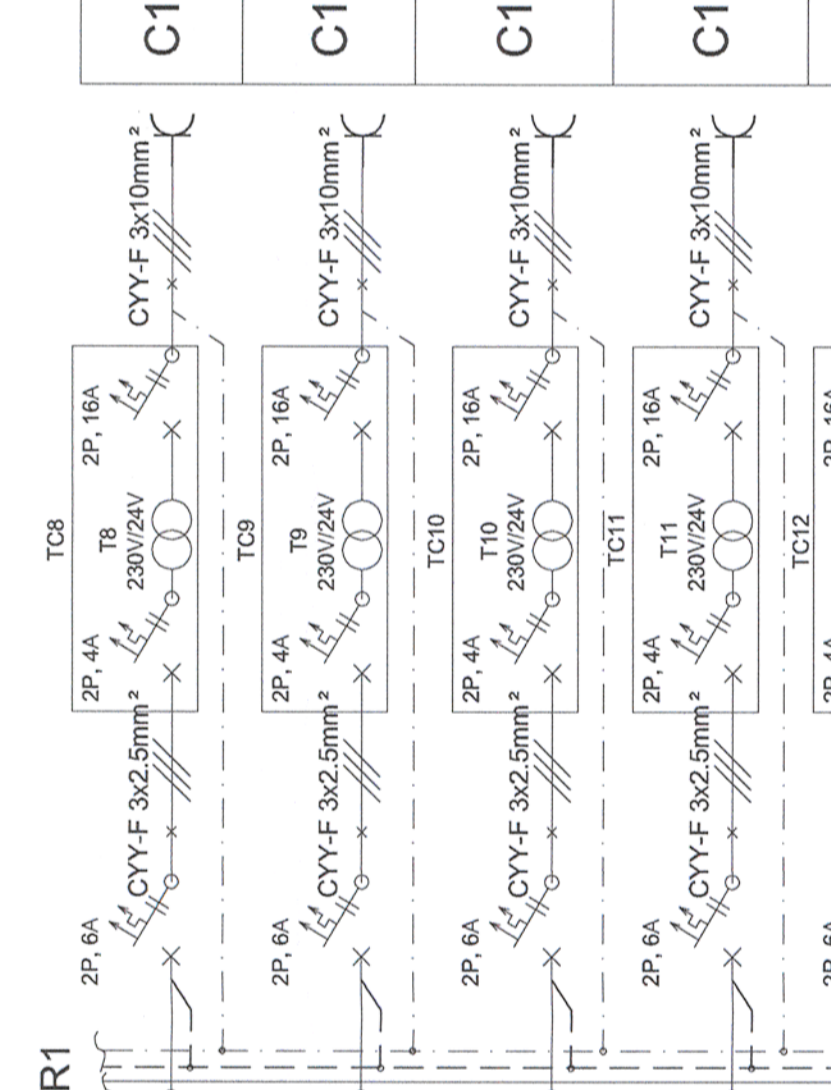 C1
C1
C1
C1
CYY-F 3x10mm²
CYY-F 3x10mm²
CYY-F 3x10mm²
CYY-F 3x10mm²
2P, 16A
2P, 16A
2P, 16A
2P, 16A
TC8
T8
230V/24V
TC9
T9
230V/24V
TC10
T10
230V/24V
TC11
T11
230V/24V
TC12
2P, 4A
2P, 4A
2P, 4A
2P, 4A
CYY-F 3x2.5mm²
CYY-F 3x2.5mm²
CYY-F 3x2.5mm²
CYY-F 3x2.5mm²
2P, 6A
2P, 6A
2P, 6A
2P, 6A
R1